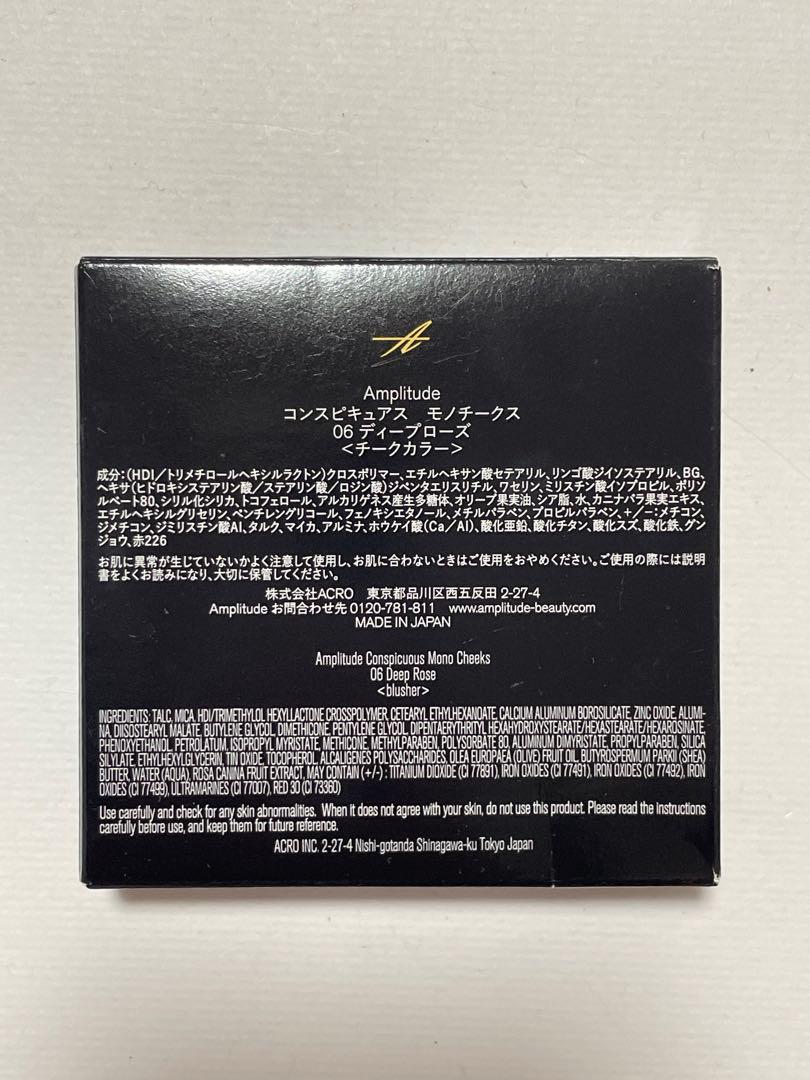 Amplitude
コンスピキュアス　モノチークス
06 ディープローズ
＜チークカラー＞
成分：（HDI／トリメチロールヘキシルラクトン）クロスポリマー、エチルヘキサン酸セテアリル、リンゴ酸ジイソステアリル、BG、
ヘキサ（ヒドロキシステアリン酸／ステアリン酸／ロジン酸）ジペンタエリスリチル、ワセリン、ミリスチン酸イソプロピル、ポリソ
ルベート80、シリル化シリカ、トコフェロール、アルカリゲネス産生多糖体、オリーブ果実油、シア脂、水、カニナバラ果実エキス、
エチルヘキシルグリセリン、ペンチレングリコール、フェノキシエタノール、メチルパラベン、プロピルパラベン、＋／－：メチコン、
ジメチコン、ジミリスチン酸Al、タルク、マイカ、アルミナ、ホウケイ酸（Ca／Al）、酸化亜鉛、酸化チタン、酸化スズ、酸化鉄、グン
ジョウ、赤226
お肌に異常が生じていないかよく注意して使用し、お肌に合わないときはご使用をおやめください。ご使用の際には説明
書をよくお読みになり、大切に保管してください。
株式会社ACRO　東京都品川区西五反田 2-27-4
Amplitude お問合わせ先 0120-781-811　www.amplitude-beauty.com
MADE IN JAPAN
Amplitude Conspicuous Mono Cheeks
06 Deep Rose
<blusher>
INGREDIENTS: TALC, MICA, HDI/TRIMETHYLOL HEXYLLACTONE CROSSPOLYMER, CETEARYL ETHYLHEXANOATE, CALCIUM ALUMINUM BOROSILICATE, ZINC OXIDE, ALUMI-
NA, DIISOSTEARYL MALATE, BUTYLENE GLYCOL, DIMETHICONE, PENTYLENE GLYCOL, DIPENTAERYTHRITYL HEXAHYDROXYSTEARATE/HEXASTEARATE/HEXAROSINATE,
PHENOXYETHANOL, PETROLATUM, ISOPROPYL MYRISTATE, METHICONE, METHYLPARABEN, POLYSORBATE 80, ALUMINUM DIMYRISTATE, PROPYLPARABEN, SILICA
SILYLATE, ETHYLHEXYLGLYCERIN, TIN OXIDE, TOCOPHEROL, ALCALIGENES POLYSACCHARIDES, OLEA EUROPAEA (OLIVE) FRUIT OIL, BUTYROSPERMUM PARKII (SHEA)
BUTTER, WATER (AQUA), ROSA CANINA FRUIT EXTRACT, MAY CONTAIN (+/-) : TITANIUM DIOXIDE (CI 77891), IRON OXIDES (CI 77491), IRON OXIDES (CI 77492), IRON
OXIDES (CI 77499), ULTRAMARINES (CI 77007), RED 30 (CI 73360)
Use carefully and check for any skin abnormalities. When it does not agree with your skin, do not use this product. Please read the Instructions
carefully before use, and keep them for future reference.
ACRO INC. 2-27-4 Nishi-gotanda Shinagawa-ku Tokyo Japan